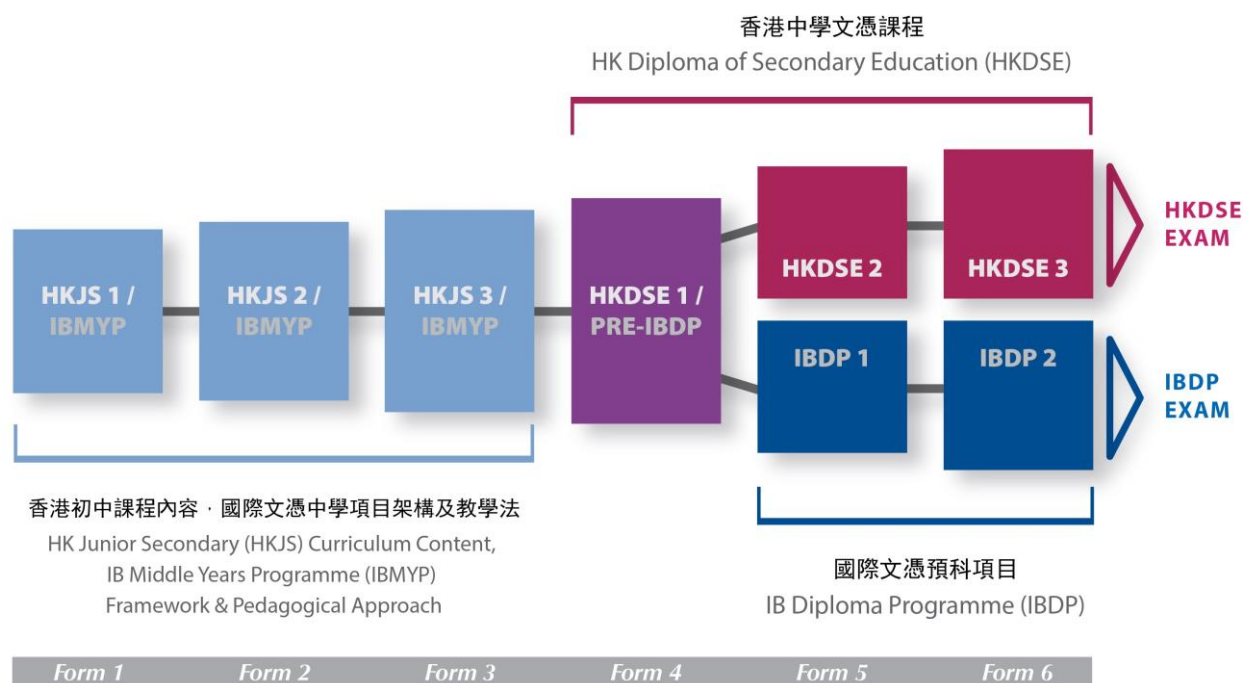 香港中學文憑課程
HK Diploma of Secondary Education (HKDSE)
HKJS 1 /
IBMYP
HKJS 2 /
IBMYP
HKJS 3 /
IBMYP
HKDSE 1 /
PRE-IBDP
HKDSE 2
HKDSE 3
HKDSE
EXAM
IBDP 1
IBDP 2
IBDP
EXAM
香港初中課程內容．國際文憑中學項目架構及教學法
HK Junior Secondary (HKJS) Curriculum Content,
IB Middle Years Programme (IBMYP)
Framework & Pedagogical Approach
國際文憑預科項目
IB Diploma Programme (IBDP)
Form 1
Form 2
Form 3
Form 4
Form 5
Form 6